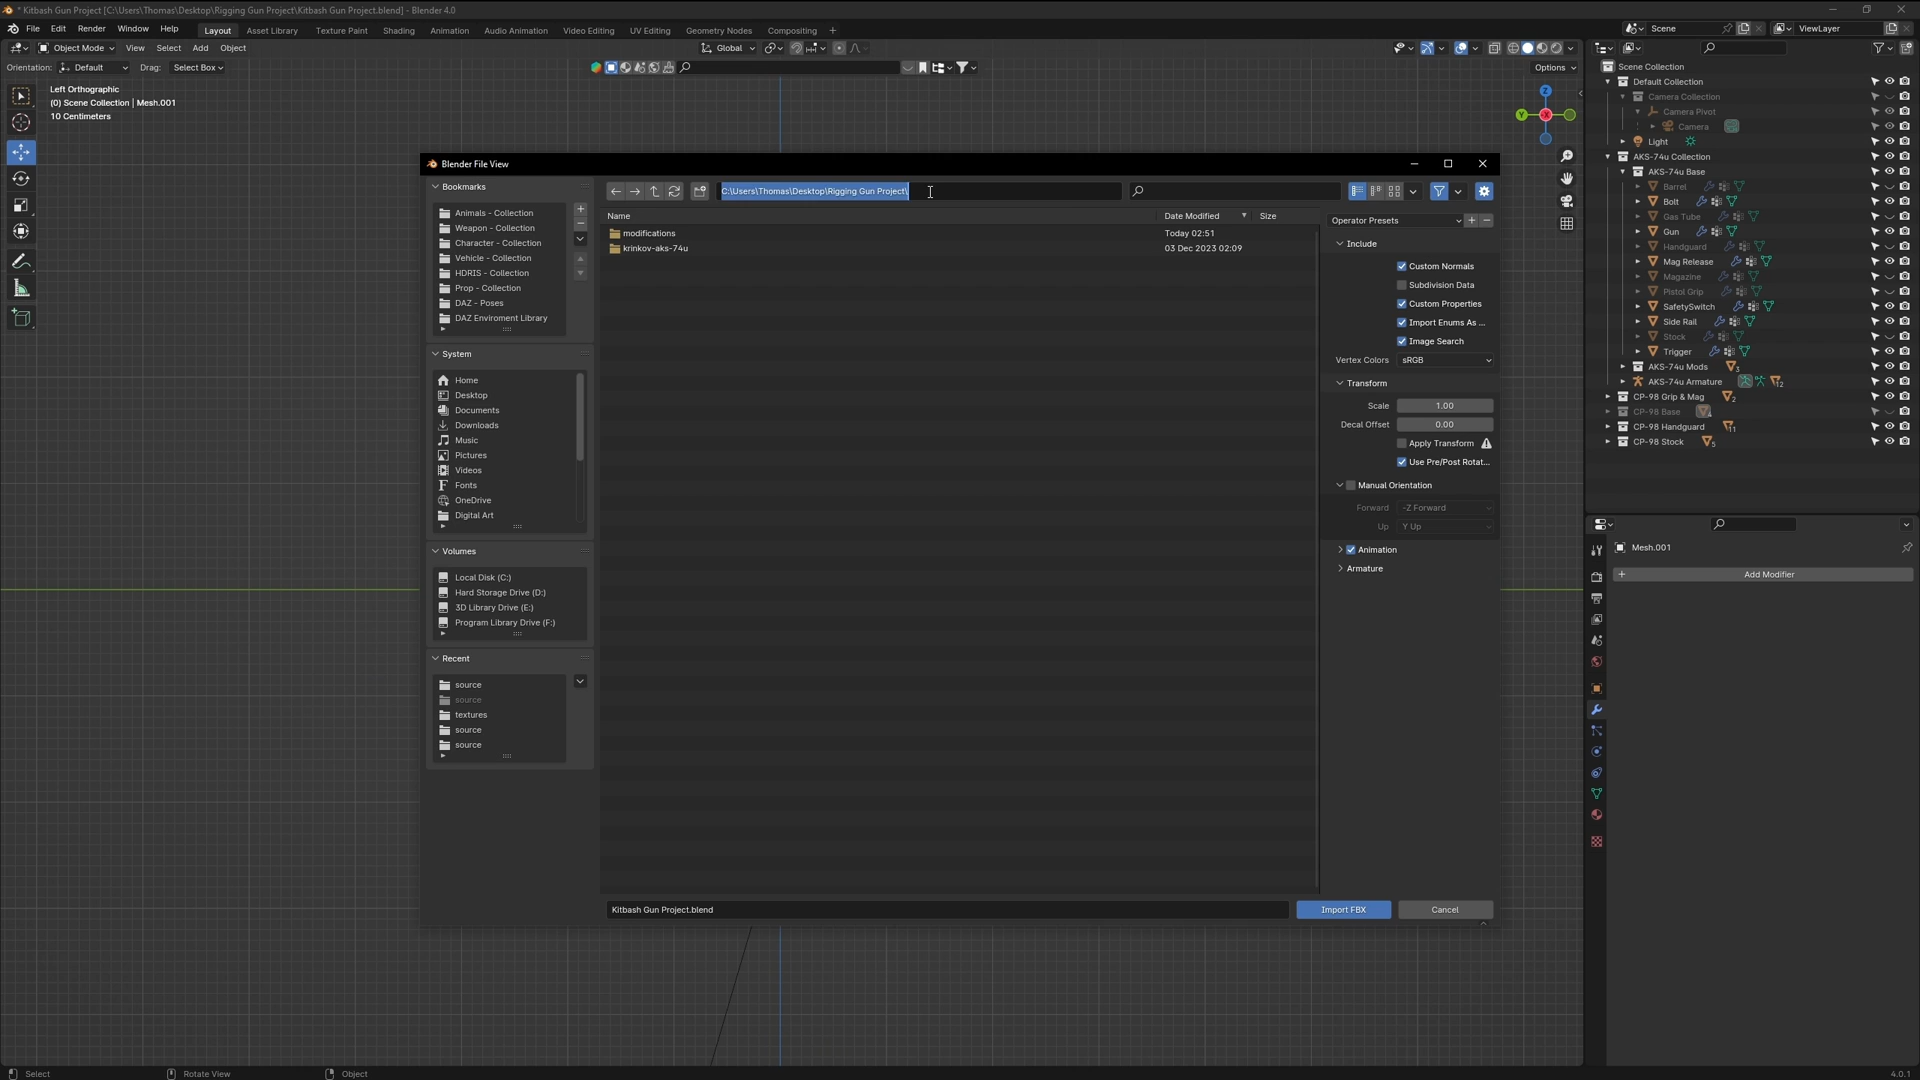 * Kitbash Gun Project [C:\Users\Thomas\Desktop\Rigging Gun Project\Kitbash Gun Project.blend] - Blender 4.0
File Edit Render Window Help Layout Asset Library Modeling Texture Paint Shading Animation Audio Animation Video Editing UV Editing Geometry Nodes Compositing + Scene ViewLayer
Object Mode View Select Add Object Global
Orientation: Default Drag: Select Box Options
Left Orthographic
(0) Scene Collection | Mesh.001
10 Centimeters
Z
Y
X
Blender File View
Bookmarks
Animals - Collection
Weapon - Collection
Character - Collection
Vehicle - Collection
HDRIS - Collection
Prop - Collection
DAZ - Poses
DAZ Enviroment Library
System
Home
Desktop
Documents
Downloads
Music
Pictures
Videos
Fonts
OneDrive
Digital Art
Volumes
Local Disk (C:)
Hard Storage Drive (D:)
3D Library Drive (E:)
Program Library Drive (F:)
Recent
source
source
textures
source
source
C:\Users\Thomas\Desktop\Rigging Gun Project\
Name Date Modified Size
modifications Today 02:51
krinkov-aks-74u 03 Dec 2023 02:09
Kitbash Gun Project.blend
Import FBX Cancel
Operator Presets
Include
Custom Normals
Subdivision Data
Custom Properties
Import Enums As ...
Image Search
Vertex Colors sRGB
Transform
Scale 1.00
Decal Offset 0.00
Apply Transform
Use Pre/Post Rotat...
Manual Orientation
Forward -Z Forward
Up Y Up
Animation
Armature
Scene Collection
Default Collection
Camera Collection
Camera Pivot
Camera
Light
AKS-74u Collection
AKS-74u Base
Barrel
Bolt
Gas Tube
Gun
Handguard
Mag Release
Magazine
Pistol Grip
SafetySwitch
Side Rail
Stock
Trigger
AKS-74u Mods 3
AKS-74u Armature 12
CP-98 Grip & Mag 2
CP-98 Base
CP-98 Handguard 11
CP-98 Stock 5
Mesh.001
Add Modifier
Select Rotate View Object 4.0.1